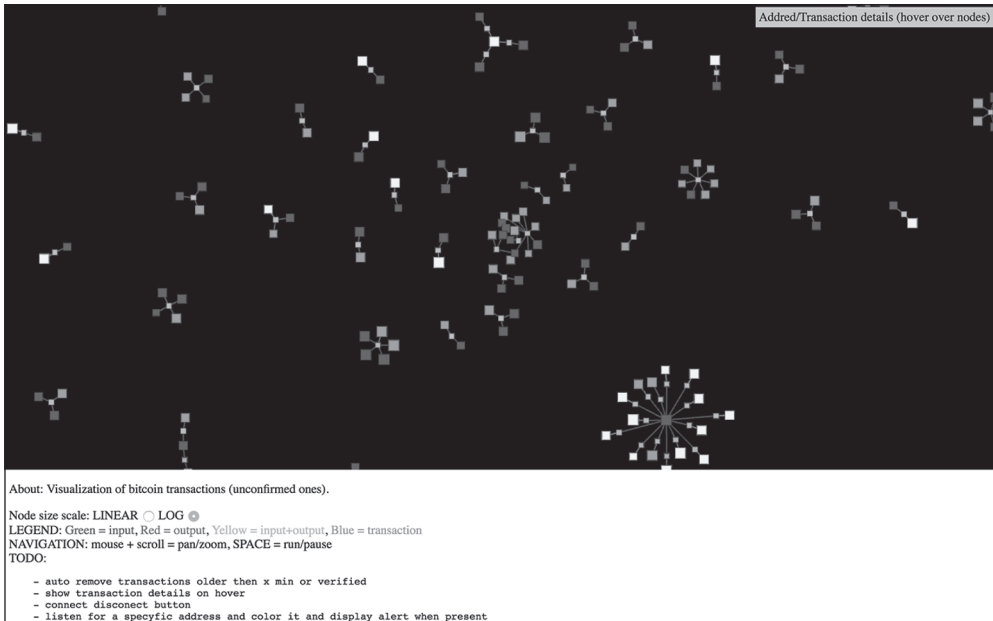 Addred/Transaction details (hover over nodes)
About: Visualization of bitcoin transactions (unconfirmed ones).
Node size scale: LINEAR LOG
LEGEND: Green = input, Red = output, Yellow = input+output, Blue = transaction
NAVIGATION: mouse + scroll = pan/zoom, SPACE = run/pause
TODO:
- auto remove transactions older then x min or verified
- show transaction details on hover
- connect disconect button
- listen for a specyfic address and color it and display alert when present